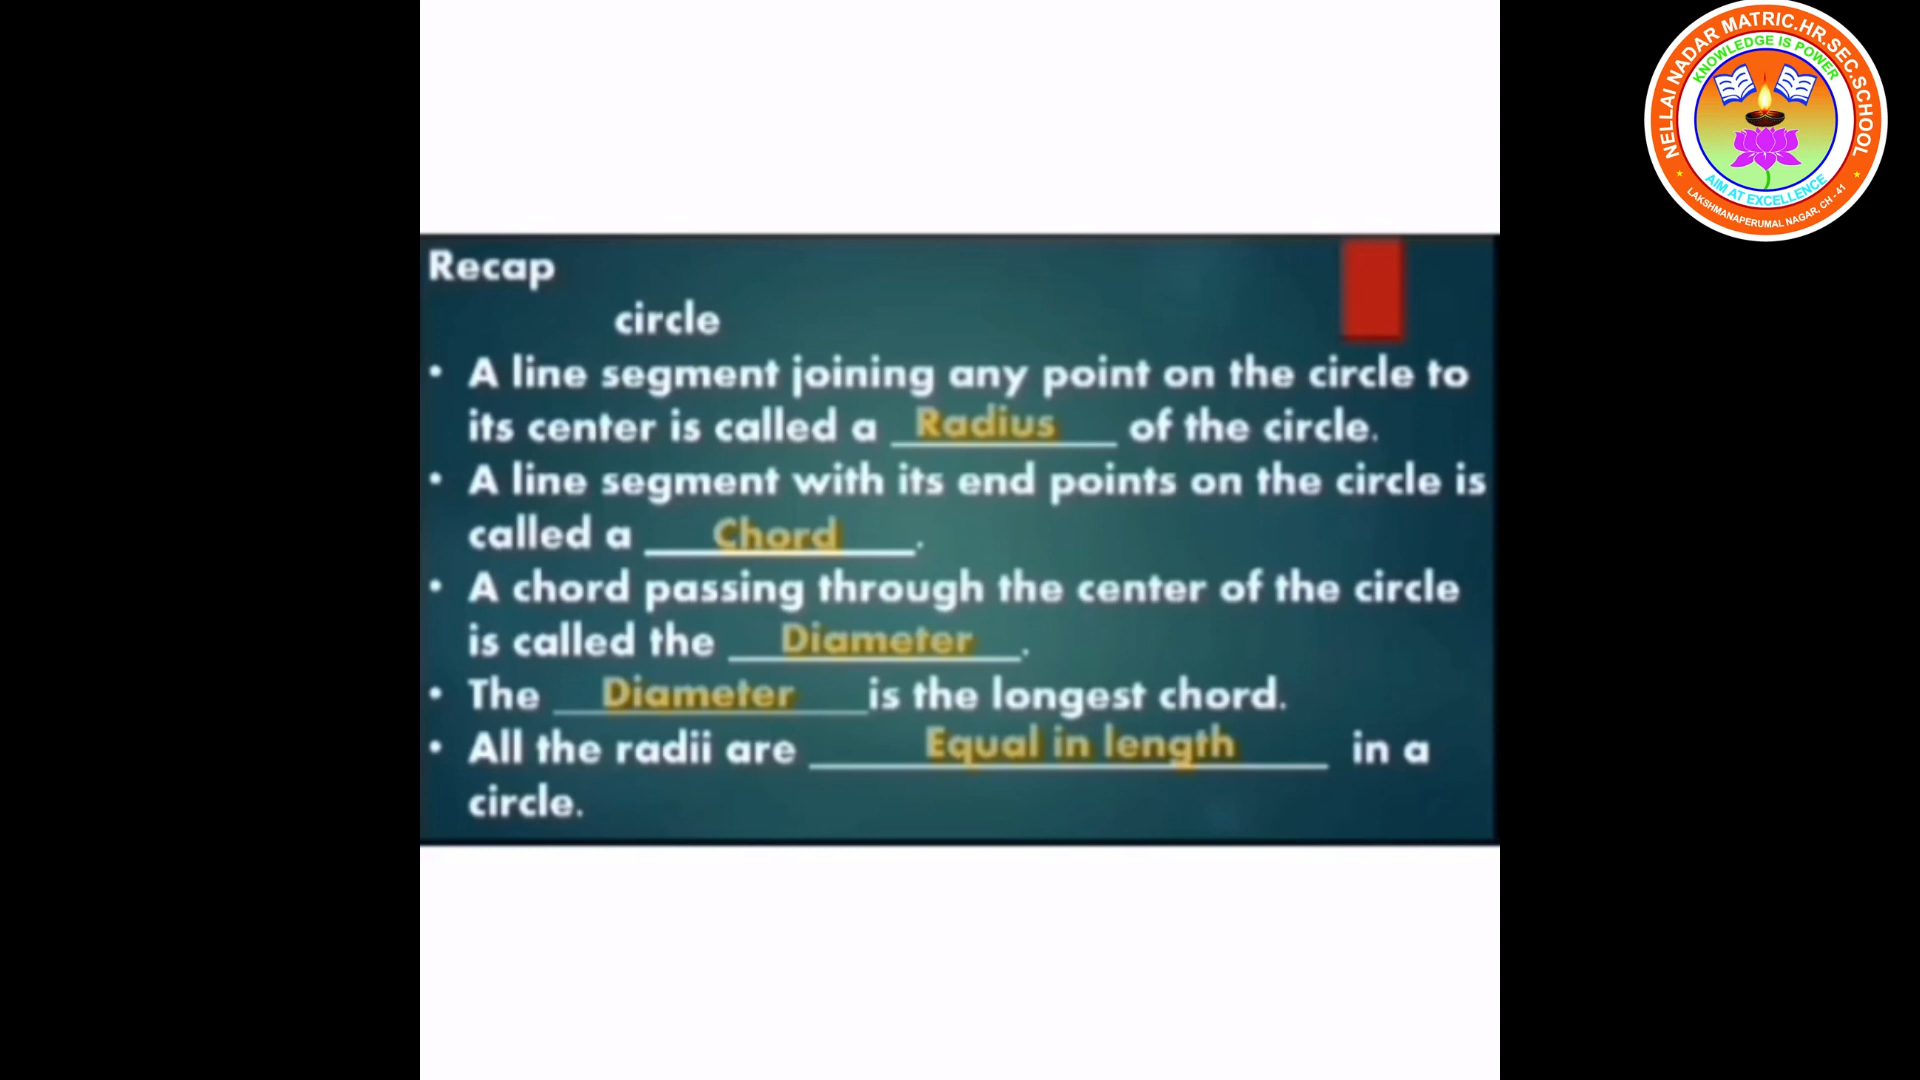 NELLAI NADAR MATRIC.HR.SEC.SCHOOL
KNOWLEDGE IS POWER
AIM AT EXCELLENCE
LAKSHMANAPERUMAL NAGAR, CH - 41
Recap
circle
• A line segment joining any point on the circle to
its center is called a Radius of the circle.
• A line segment with its end points on the circle is
called a Chord.
• A chord passing through the center of the circle
is called the Diameter.
• The Diameter is the longest chord.
• All the radii are Equal in length in a
circle.